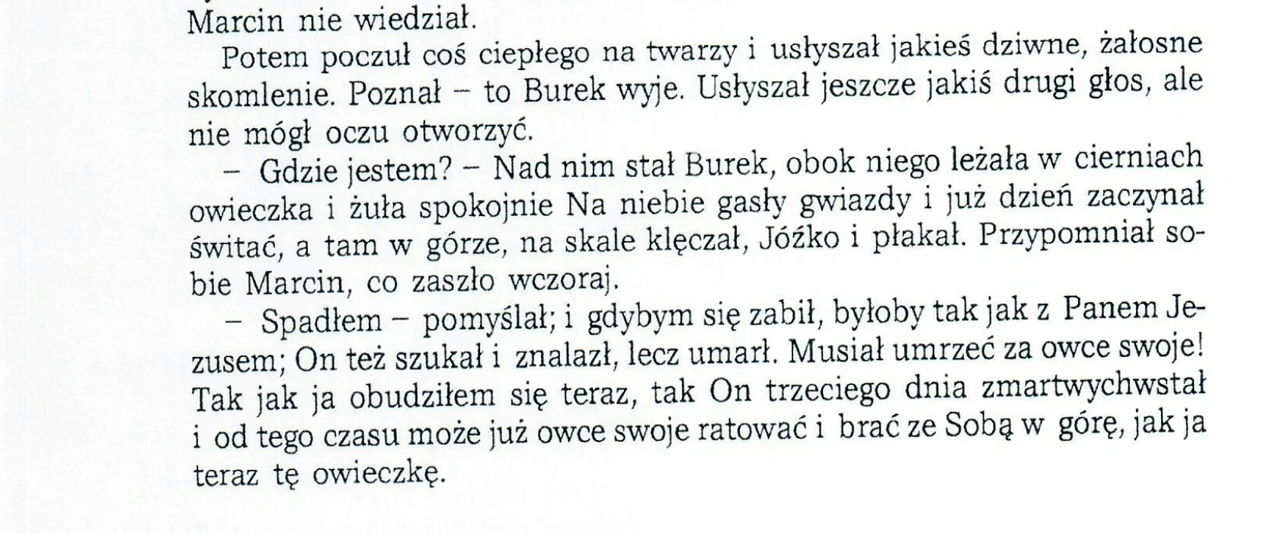 Marcin nie wiedział.
Potem poczuł coś ciepłego na twarzy i usłyszał jakieś dziwne, żałosne
skomlenie. Poznał – to Burek wyje. Usłyszał jeszcze jakiś drugi głos, ale
nie mógł oczu otworzyć.
– Gdzie jestem? – Nad nim stał Burek, obok niego leżała w cierniach
owieczka i żuła spokojnie Na niebie gasły gwiazdy i już dzień zaczynał
świtać, a tam w górze, na skale klęczał, Jóźko i płakał. Przypomniał so-
bie Marcin, co zaszło wczoraj.
– Spadłem – pomyślał; i gdybym się zabił, byłoby tak jak z Panem Je-
zusem; On też szukał i znalazł, lecz umarł. Musiał umrzeć za owce swoje!
Tak jak ja obudziłem się teraz, tak On trzeciego dnia zmartwychwstał
i od tego czasu może już owce swoje ratować i brać ze Sobą w górę, jak ja
teraz tę owieczkę.